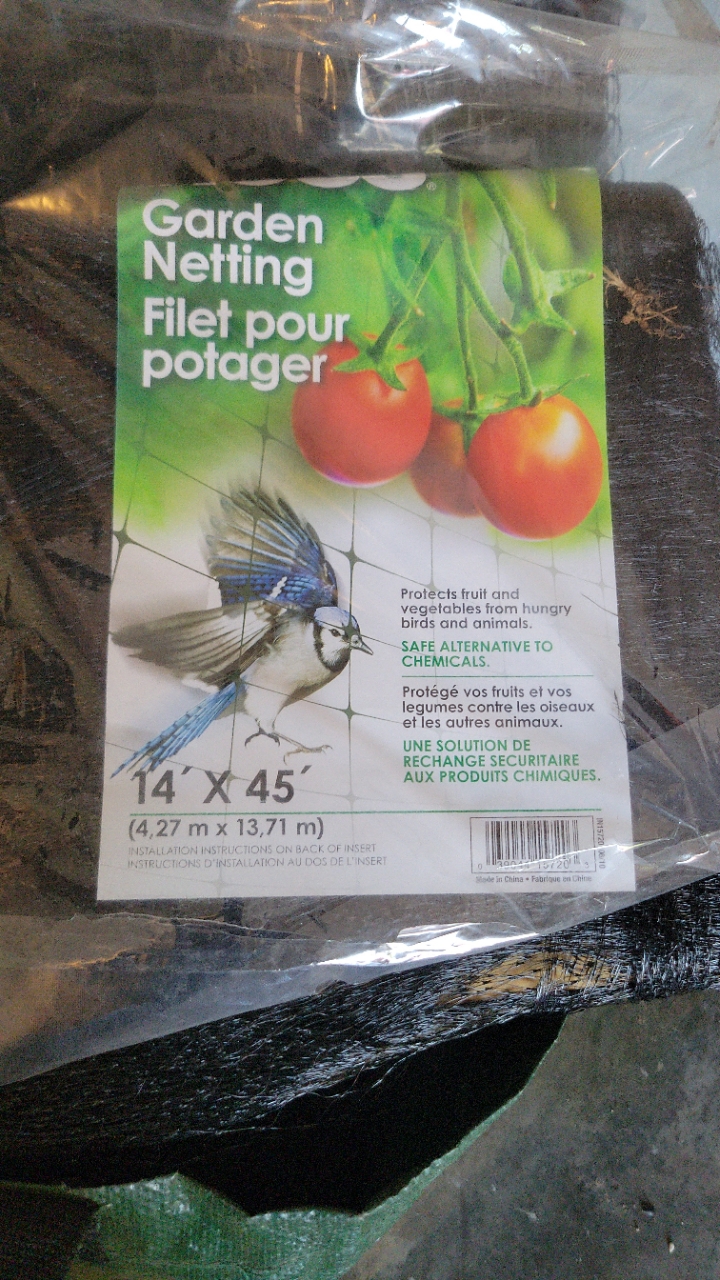 ®
Garden
Netting
Filet pour
potager
Protects fruit and
vegetables from hungry
birds and animals.
SAFE ALTERNATIVE TO
CHEMICALS.
Protégé vos fruits et vos
legumes contre les oiseaux
et les autres animaux.
UNE SOLUTION DE
RECHANGE SECURITAIRE
AUX PRODUITS CHIMIQUES.
14´ X 45´
(4,27 m x 13,71 m)
INSTALLATION INSTRUCTIONS ON BACK OF INSERT
INSTRUCTIONS D'INSTALLATION AU DOS DE L'INSERT
Made in China • Fabrique en Chine